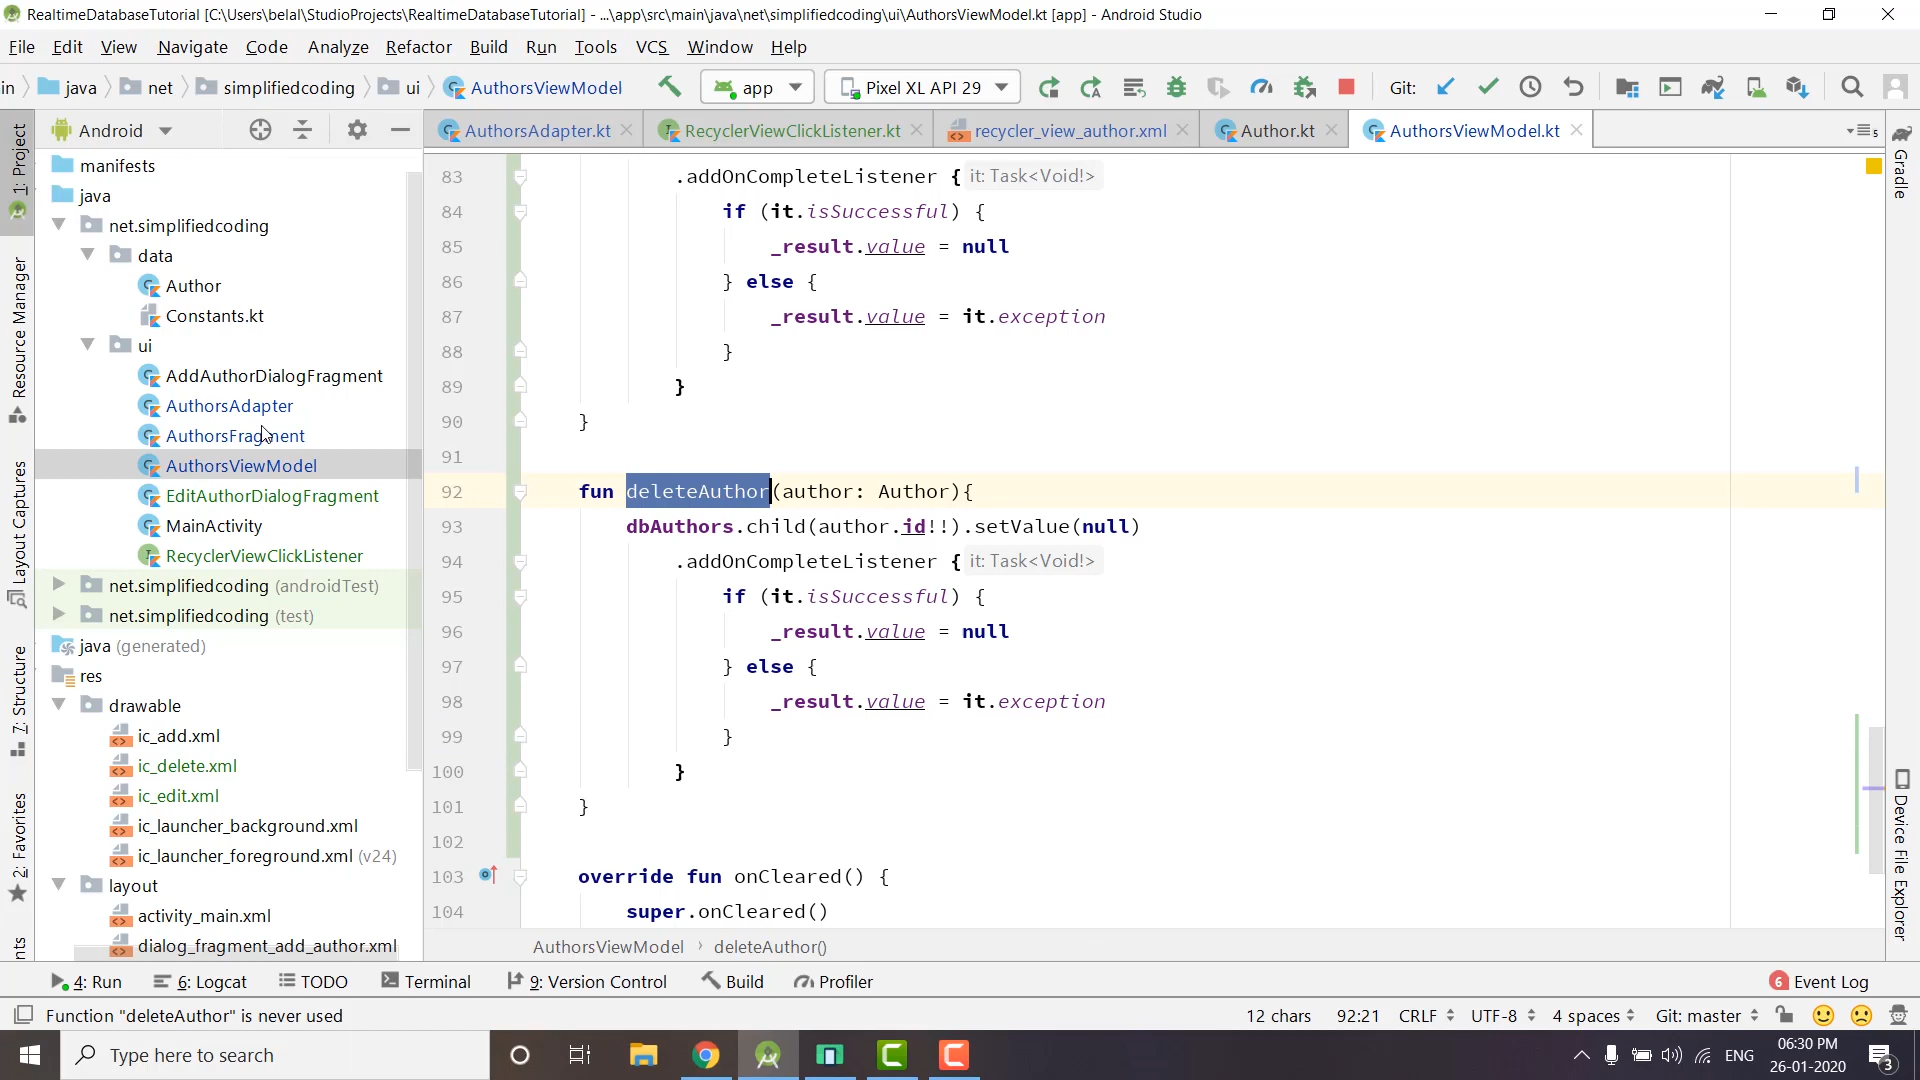 RealtimeDatabaseTutorial [C:\Users\belal\StudioProjects\RealtimeDatabaseTutorial] - ...\app\src\main\java\net\simplifiedcoding\ui\AuthorsViewModel.kt [app] - Android Studio
File Edit View Navigate Code Analyze Refactor Build Run Tools VCS Window Help
in java net simplifiedcoding ui AuthorsViewModel app Pixel XL API 29 Git:
Android AuthorsAdapter.kt RecyclerViewClickListener.kt recycler_view_author.xml Author.kt AuthorsViewModel.kt 5
1: Project
Resource Manager
Layout Captures
7: Structure
2: Favorites
nts
manifests
java
net.simplifiedcoding
data
Author
Constants.kt
ui
AddAuthorDialogFragment
AuthorsAdapter
AuthorsFragment
AuthorsViewModel
EditAuthorDialogFragment
MainActivity
RecyclerViewClickListener
net.simplifiedcoding (androidTest)
net.simplifiedcoding (test)
java (generated)
res
drawable
ic_add.xml
ic_delete.xml
ic_edit.xml
ic_launcher_background.xml
ic_launcher_foreground.xml (v24)
layout
activity_main.xml
dialog_fragment_add_author.xml
83 .addOnCompleteListener { it: Task<Void!>
84 if (it.isSuccessful) {
85 _result.value = null
86 } else {
87 _result.value = it.exception
88 }
89 }
90 }
91
92 fun deleteAuthor(author: Author){
93 dbAuthors.child(author.id!!).setValue(null)
94 .addOnCompleteListener { it: Task<Void!>
95 if (it.isSuccessful) {
96 _result.value = null
97 } else {
98 _result.value = it.exception
99 }
100 }
101 }
102
103 override fun onCleared() {
104 super.onCleared()
AuthorsViewModel › deleteAuthor()
Gradle
Device File Explorer
4: Run 6: Logcat TODO Terminal 9: Version Control Build Profiler 6 Event Log
Function "deleteAuthor" is never used 12 chars 92:21 CRLF UTF-8 4 spaces Git: master
Type here to search ENG 06:30 PM
26-01-2020 3